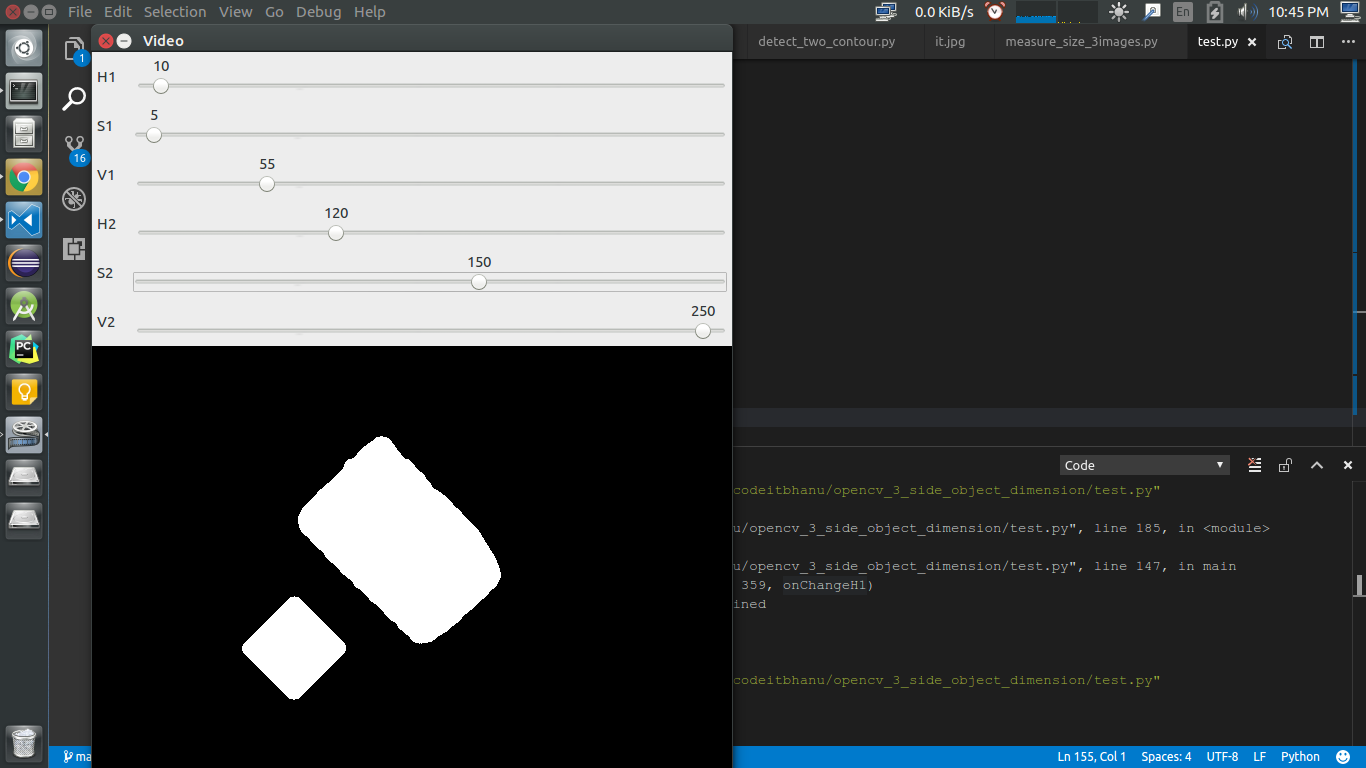 File Edit Selection View Go Debug Help
0.0 KiB/s En 10:45 PM
Video
detect_two_contour.py it.jpg measure_size_3images.py test.py
1
16
H1 10
S1 5
V1 55
H2 120
S2 150
V2 250
PC
Code
codeitbhanu/opencv_3_side_object_dimension/test.py"
u/opencv_3_side_object_dimension/test.py", line 185, in <module>
u/opencv_3_side_object_dimension/test.py", line 147, in main
359, onChangeH1)
ined
codeitbhanu/opencv_3_side_object_dimension/test.py"
ma Ln 155, Col 1 Spaces: 4 UTF-8 LF Python